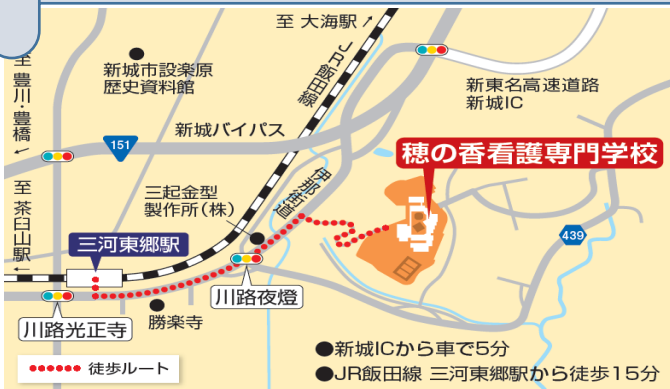 至 大海駅
JR飯田線
新城市設楽原
歴史資料館
至 豊川・豊橋
新東名高速道路
新城IC
151
新城バイパス
穂の香看護専門学校
伊那街道
三起金型
製作所(株)
至 茶臼山駅
三河東郷駅
439
川路夜燈
川路光正寺
勝楽寺
徒歩ルート
●新城ICから車で5分
●JR飯田線 三河東郷駅から徒歩15分